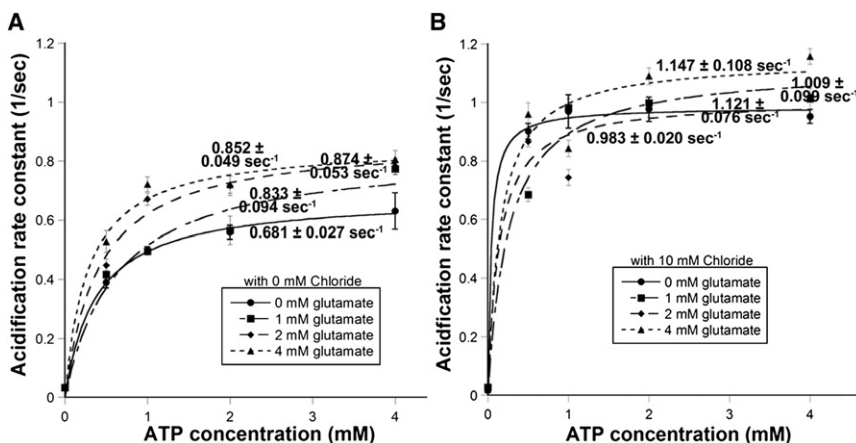 A
Acidification rate constant (1/sec)
1.2
1
0.8
0.6
0.4
0.2
0
0.852 ±
0.049 sec⁻¹
0.874 ±
0.053 sec⁻¹
0.833 ±
0.094 sec⁻¹
0.681 ± 0.027 sec⁻¹
with 0 mM Chloride
0 mM glutamate
1 mM glutamate
2 mM glutamate
4 mM glutamate
0 1 2 3 4
ATP concentration (mM)
B
Acidification rate constant (1/sec)
1.2
1
0.8
0.6
0.4
0.2
0
1.147 ± 0.108 sec⁻¹
1.009 ±
0.099 sec⁻¹
1.121 ±
0.076 sec⁻¹
0.983 ± 0.020 sec⁻¹
with 10 mM Chloride
0 mM glutamate
1 mM glutamate
2 mM glutamate
4 mM glutamate
0 1 2 3 4
ATP concentration (mM)